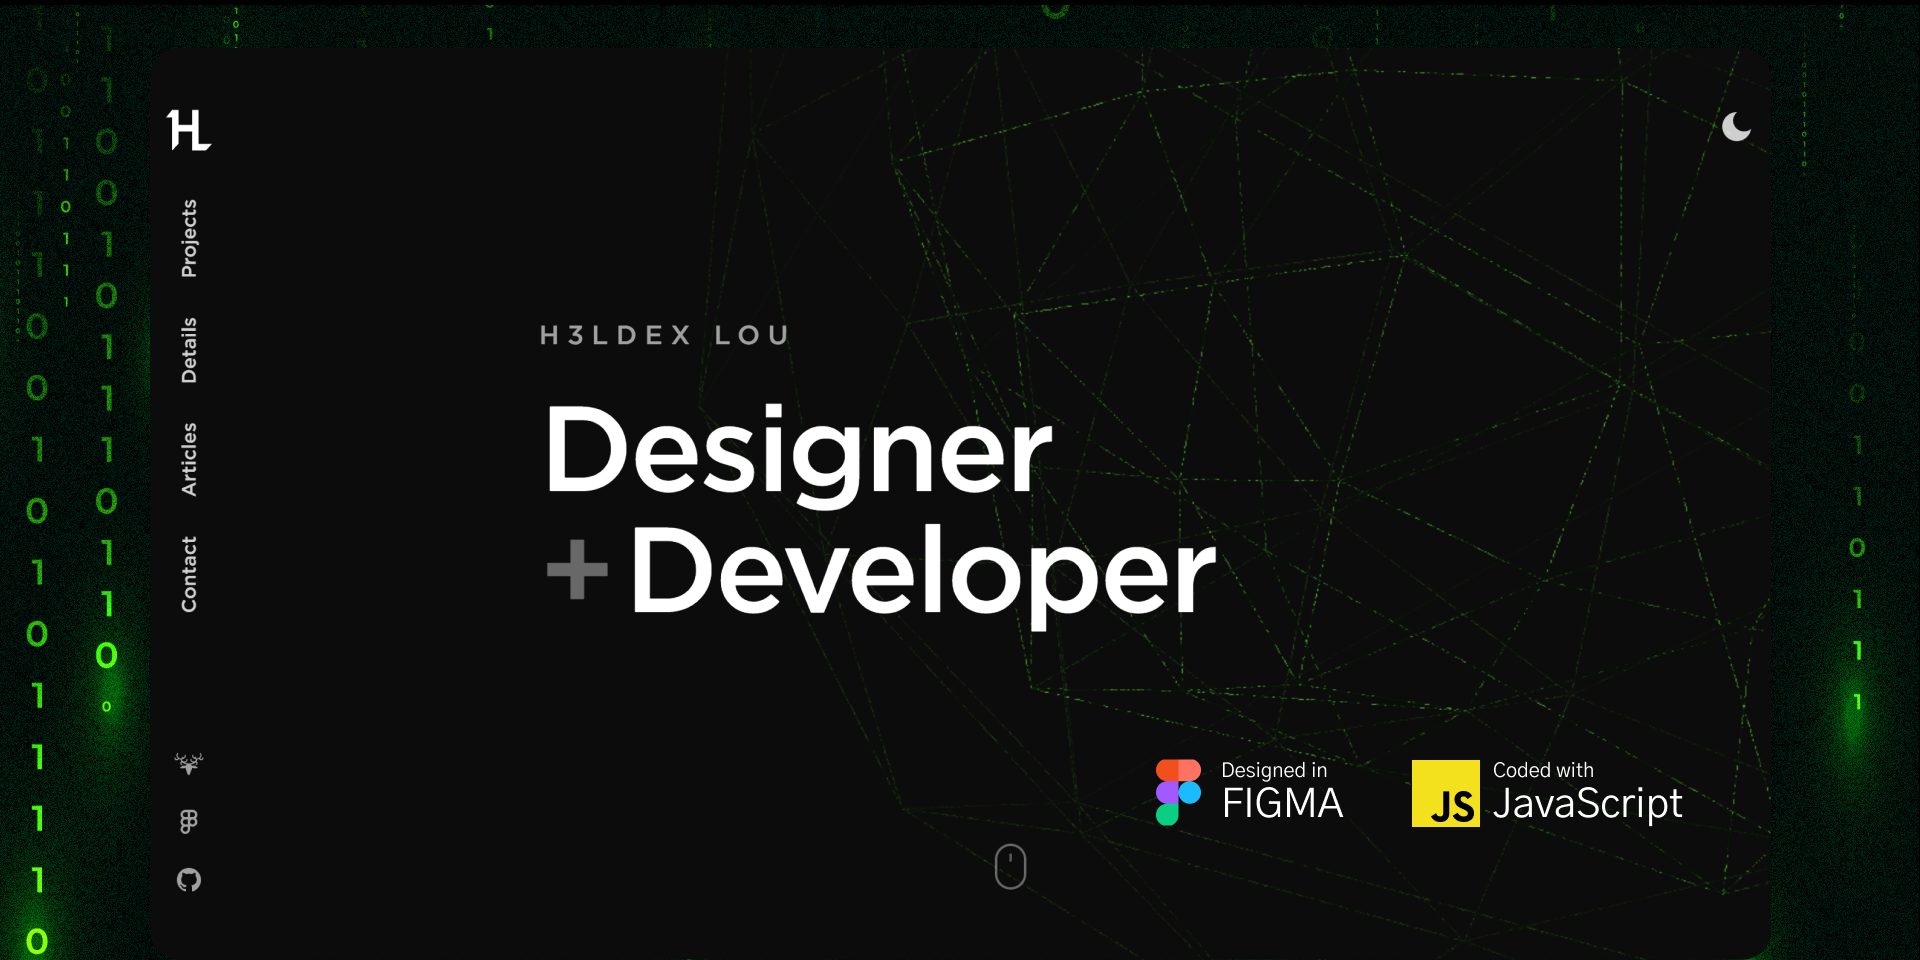 HL
Projects
Details
Articles
Contact
H3LDEX LOU
Designer
+Developer
Designed in
FIGMA
JS
Coded with
JavaScript